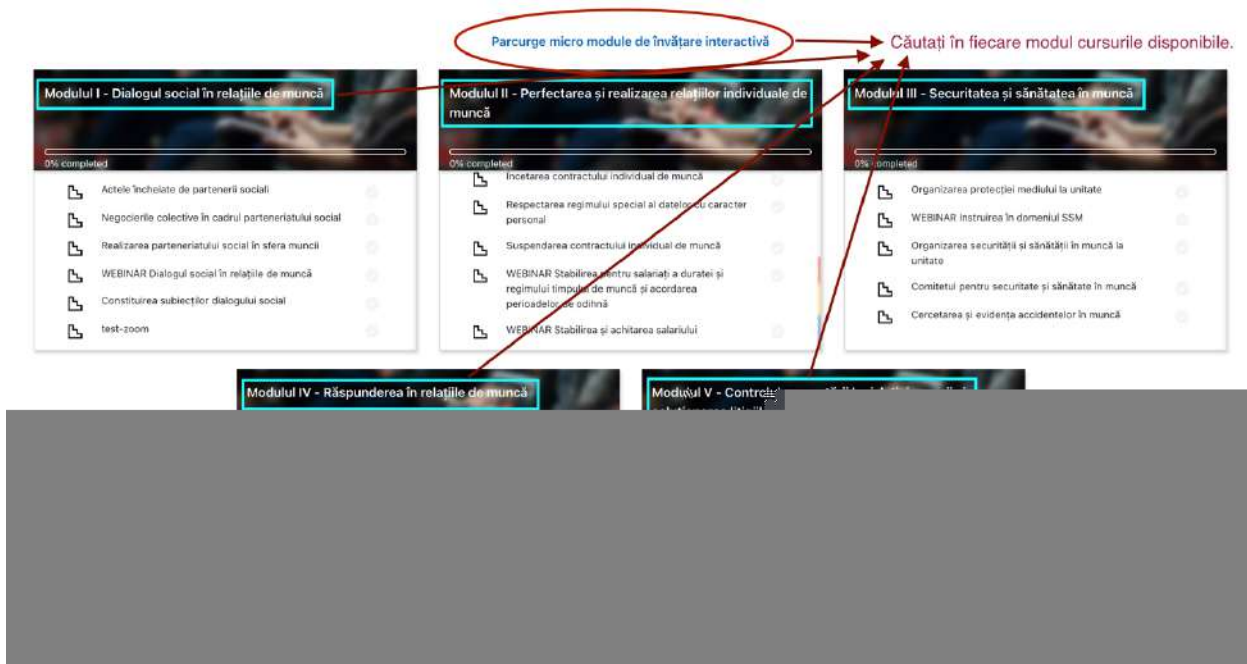 Parcurge micro module de învățare interactivă
Căutați în fiecare modul cursurile disponibile.
Modulul I - Dialogul social în relațiile de muncă
0% completed
Actele încheiate de partenerii sociali
Negocierile colective în cadrul parteneriatului social
Realizarea parteneriatului social în sfera muncii
WEBINAR Dialogul social în relațiile de muncă
Constituirea subiecților dialogului social
test-zoom
Modulul II - Perfectarea și realizarea relațiilor individuale de
muncă
0% completed
Incetarea contractului individual de muncă
Respectarea regimului special al datelor cu caracter
personal
Suspendarea contractului individual de muncă
WEBINAR Stabilirea pentru salariați a duratei și
regimului timpului de muncă și acordarea
perioadelor de odihnă
WEBINAR Stabilirea și achitarea salariului
Modulul III - Securitatea și sănătatea în muncă
0% completed
Organizarea protecției mediului la unitate
WEBINAR Instruirea în domeniul SSM
Organizarea securității și sănătății în muncă la
unitate
Comitetul pentru securitate și sănătate în muncă
Cercetarea și evidența accidentelor în muncă
Modulul IV - Răspunderea în relațiile de muncă
Modulul V -